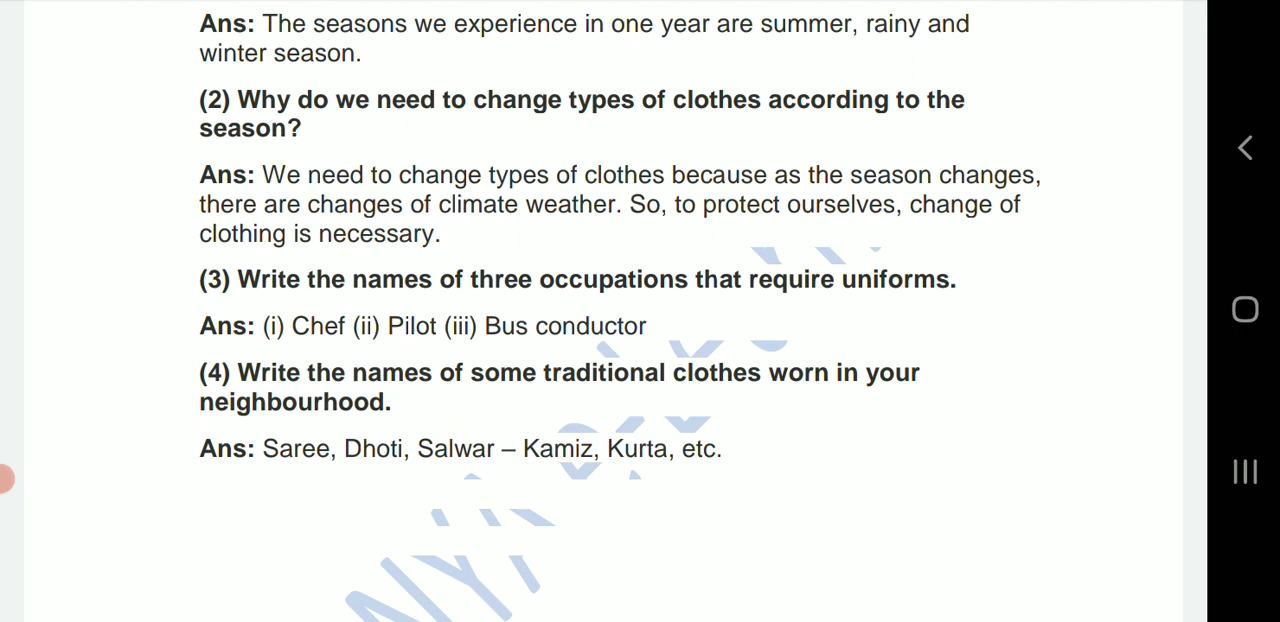 Ans: The seasons we experience in one year are summer, rainy and
winter season.
(2) Why do we need to change types of clothes according to the
season?
Ans: We need to change types of clothes because as the season changes,
there are changes of climate weather. So, to protect ourselves, change of
clothing is necessary.
(3) Write the names of three occupations that require uniforms.
Ans: (i) Chef (ii) Pilot (iii) Bus conductor
(4) Write the names of some traditional clothes worn in your
neighbourhood.
Ans: Saree, Dhoti, Salwar – Kamiz, Kurta, etc.